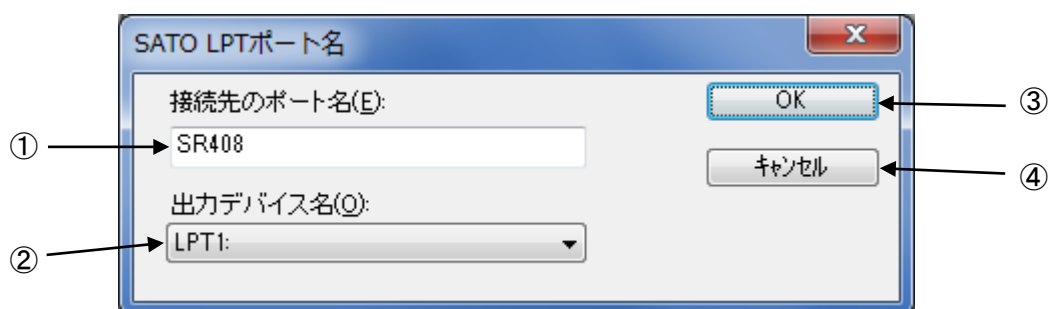 SATO LPTポート名
接続先のポート名(E):
OK
③
①
SR408
キャンセル
④
出力デバイス名(O):
②
LPT1: